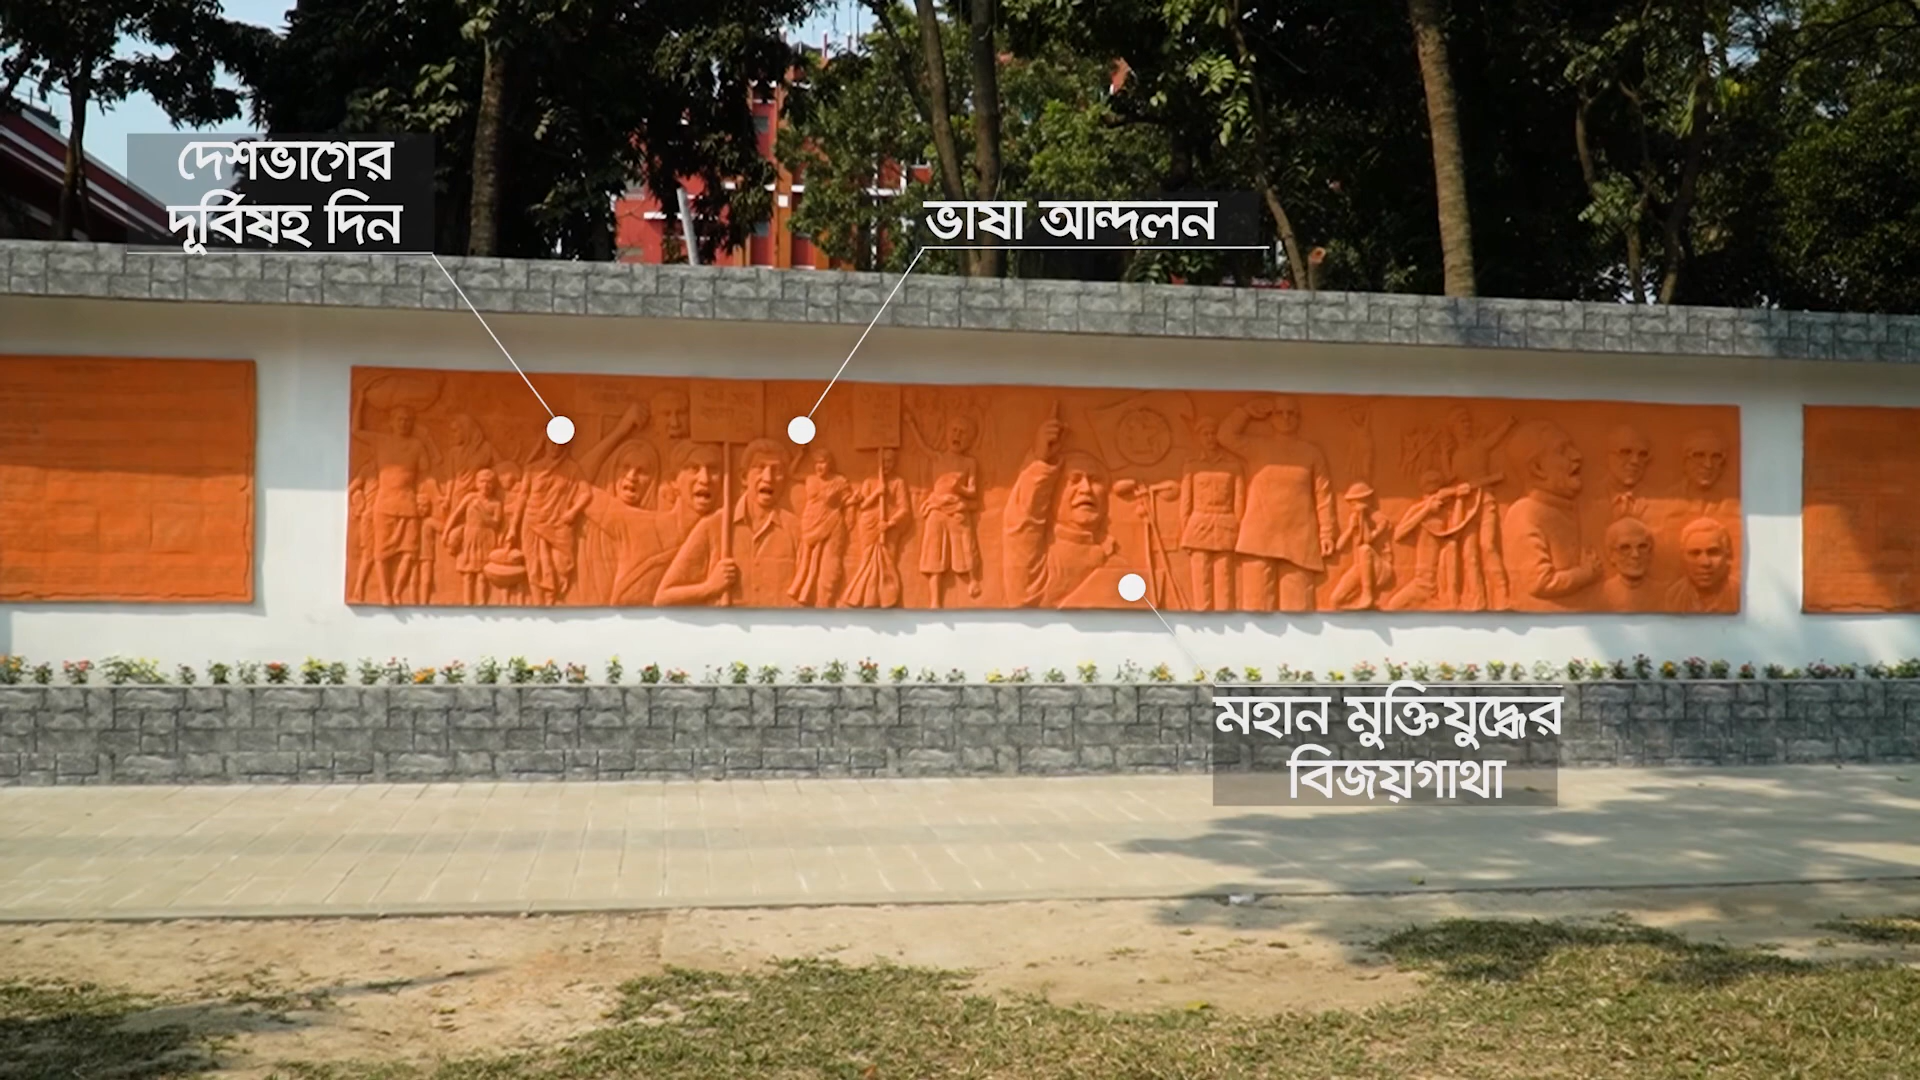 দেশভাগের
দূর্বিষহ দিন
ভাষা আন্দলন
মহান মুক্তিযুদ্ধের
বিজয়গাথা